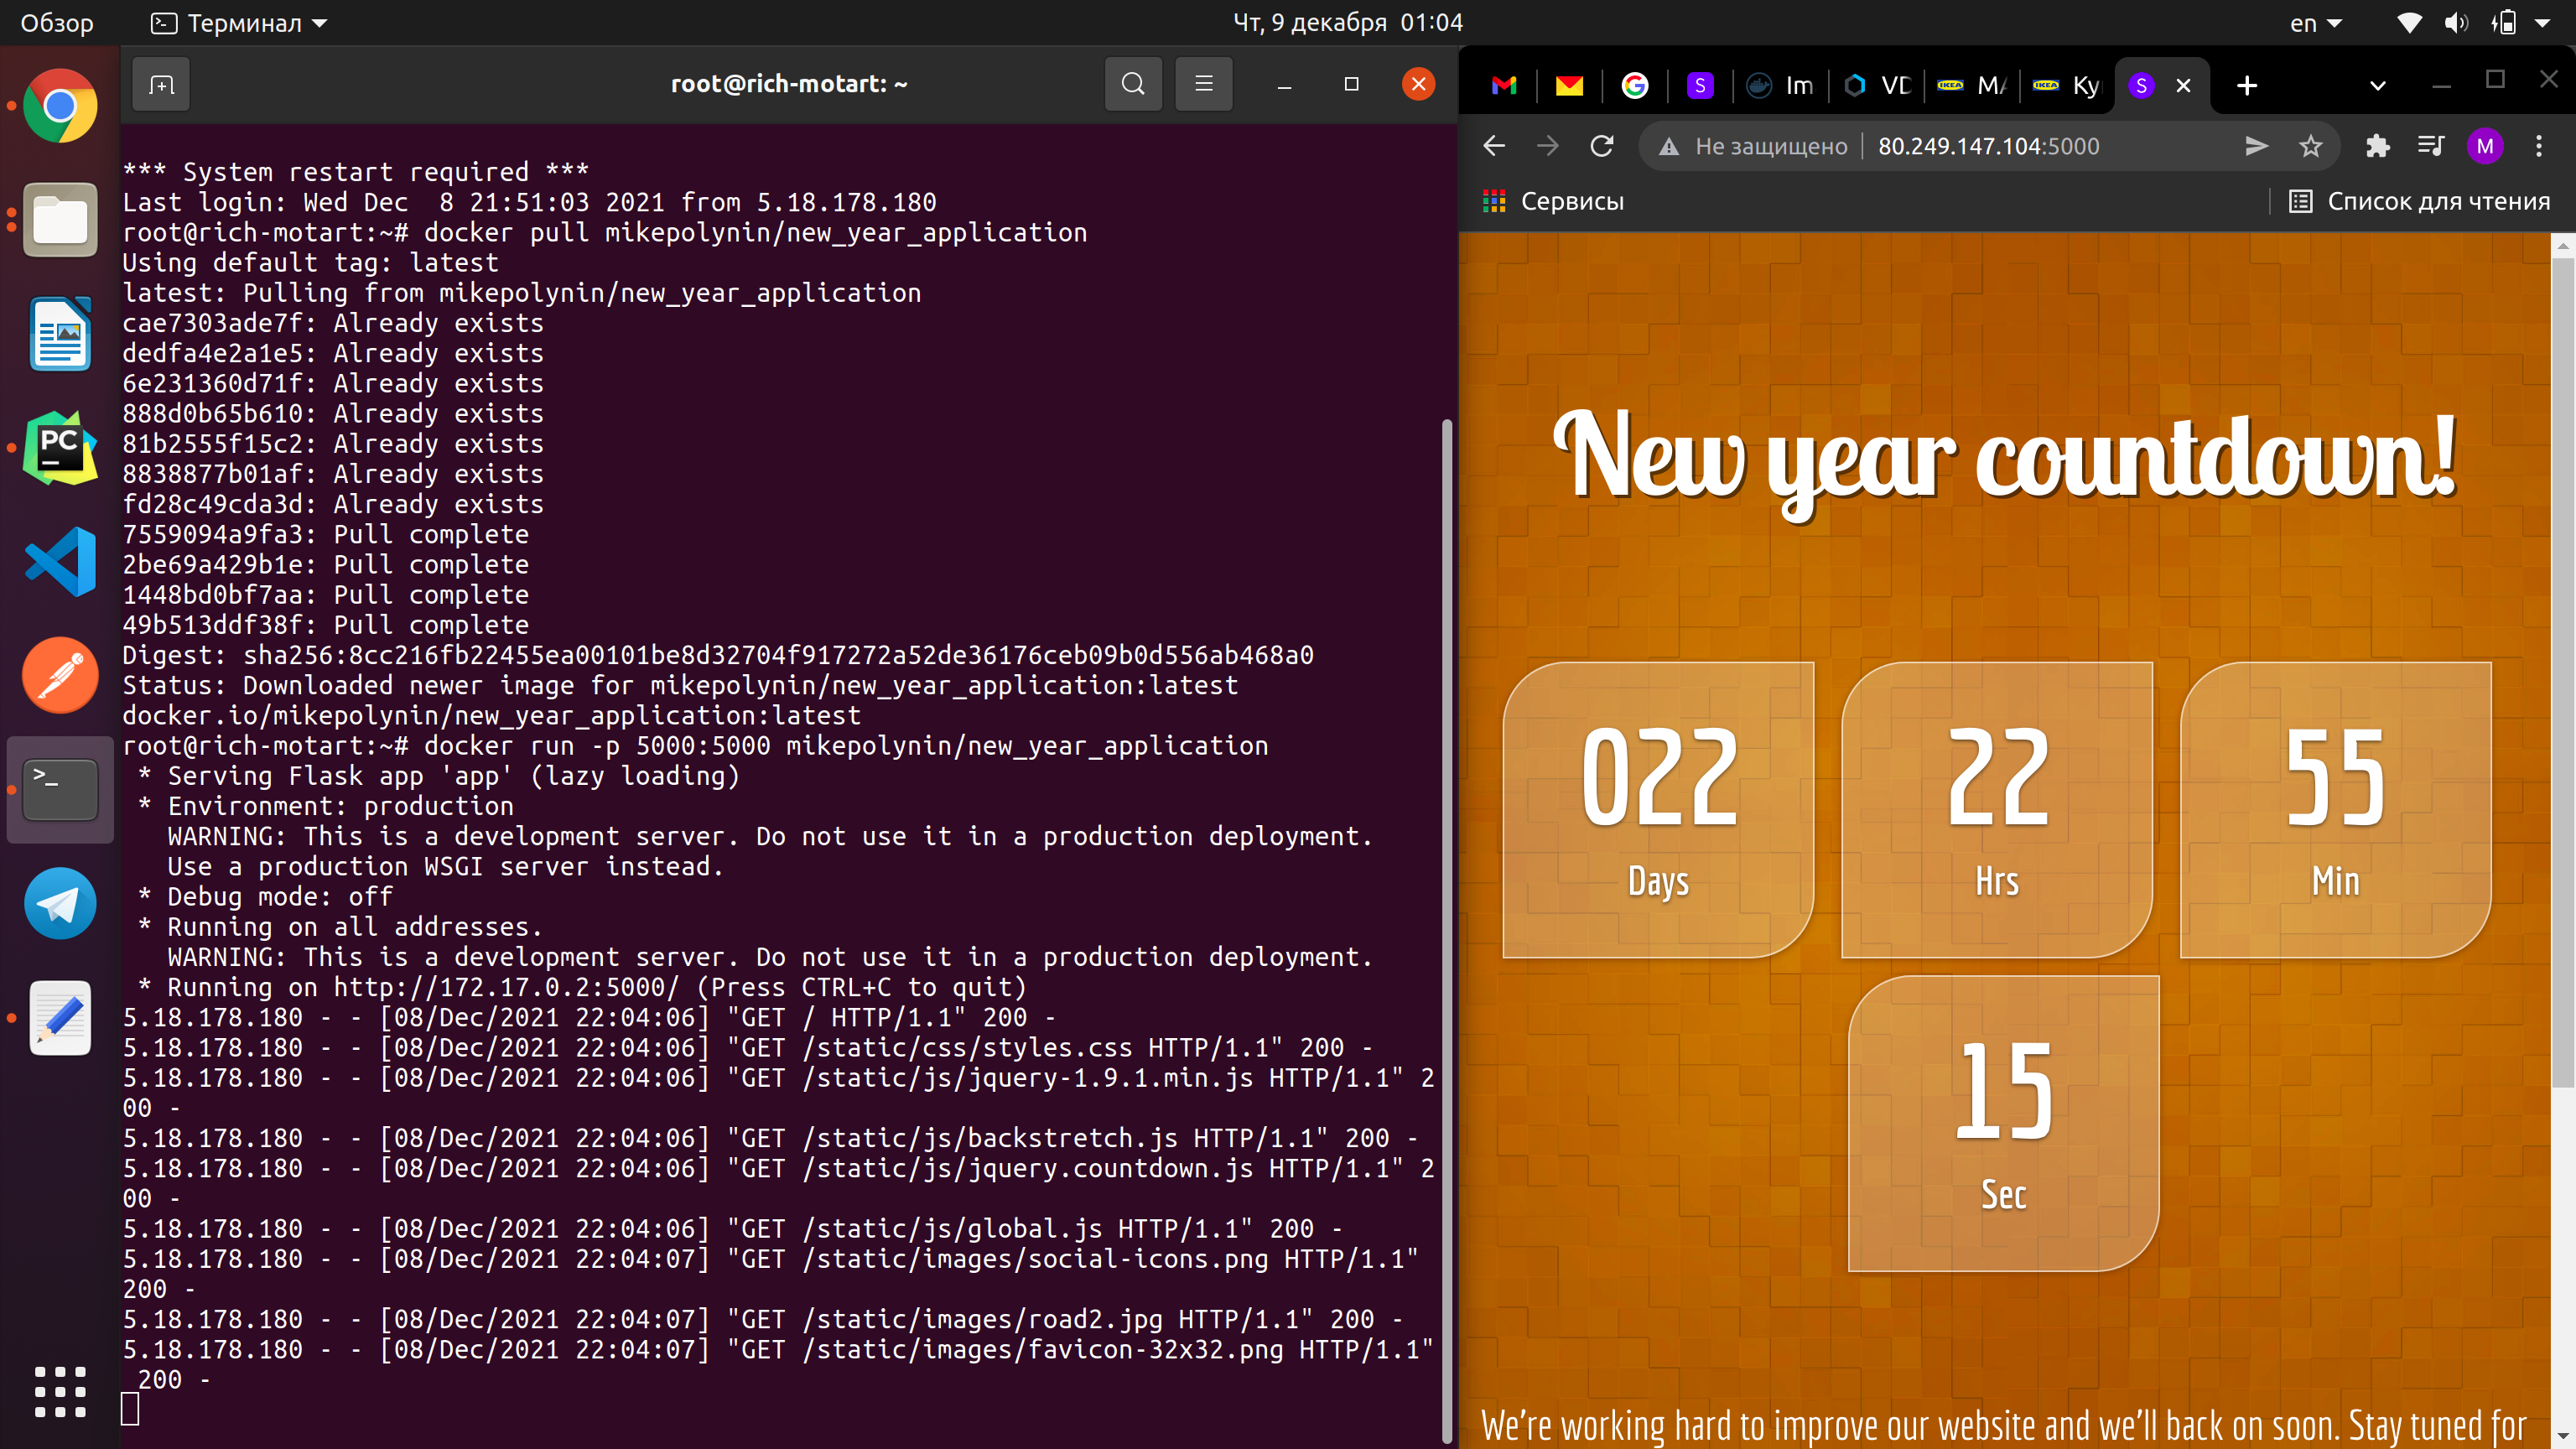 Обзор
Терминал
Чт, 9 декабря 01:04
en
root@rich-motart: ~
*** System restart required ***
Last login: Wed Dec  8 21:51:03 2021 from 5.18.178.180
root@rich-motart:~# docker pull mikepolynin/new_year_application
Using default tag: latest
latest: Pulling from mikepolynin/new_year_application
cae7303ade7f: Already exists
dedfa4e2a1e5: Already exists
6e231360d71f: Already exists
888d0b65b610: Already exists
81b2555f15c2: Already exists
8838877b01af: Already exists
fd28c49cda3d: Already exists
7559094a9fa3: Pull complete
2be69a429b1e: Pull complete
1448bd0bf7aa: Pull complete
49b513ddf38f: Pull complete
Digest: sha256:8cc216fb22455ea00101be8d32704f917272a52de36176ceb09b0d556ab468a0
Status: Downloaded newer image for mikepolynin/new_year_application:latest
docker.io/mikepolynin/new_year_application:latest
root@rich-motart:~# docker run -p 5000:5000 mikepolynin/new_year_application
 * Serving Flask app 'app' (lazy loading)
 * Environment: production
   WARNING: This is a development server. Do not use it in a production deployment.
   Use a production WSGI server instead.
 * Debug mode: off
 * Running on all addresses.
   WARNING: This is a development server. Do not use it in a production deployment.
 * Running on http://172.17.0.2:5000/ (Press CTRL+C to quit)
5.18.178.180 - - [08/Dec/2021 22:04:06] "GET / HTTP/1.1" 200 -
5.18.178.180 - - [08/Dec/2021 22:04:06] "GET /static/css/styles.css HTTP/1.1" 200 -
5.18.178.180 - - [08/Dec/2021 22:04:06] "GET /static/js/jquery-1.9.1.min.js HTTP/1.1" 2
00 -
5.18.178.180 - - [08/Dec/2021 22:04:06] "GET /static/js/backstretch.js HTTP/1.1" 200 -
5.18.178.180 - - [08/Dec/2021 22:04:06] "GET /static/js/jquery.countdown.js HTTP/1.1" 2
00 -
5.18.178.180 - - [08/Dec/2021 22:04:06] "GET /static/js/global.js HTTP/1.1" 200 -
5.18.178.180 - - [08/Dec/2021 22:04:07] "GET /static/images/social-icons.png HTTP/1.1"
200 -
5.18.178.180 - - [08/Dec/2021 22:04:07] "GET /static/images/road2.jpg HTTP/1.1" 200 -
5.18.178.180 - - [08/Dec/2021 22:04:07] "GET /static/images/favicon-32x32.png HTTP/1.1"
 200 -
PC
S
Im
VD
IKEA
MA
IKEA
Ку
S
Не защищено
80.249.147.104:5000
M
Сервисы
Список для чтения
New year countdown!
022
Days
22
Hrs
55
Min
15
Sec
We're working hard to improve our website and we'll back on soon. Stay tuned for